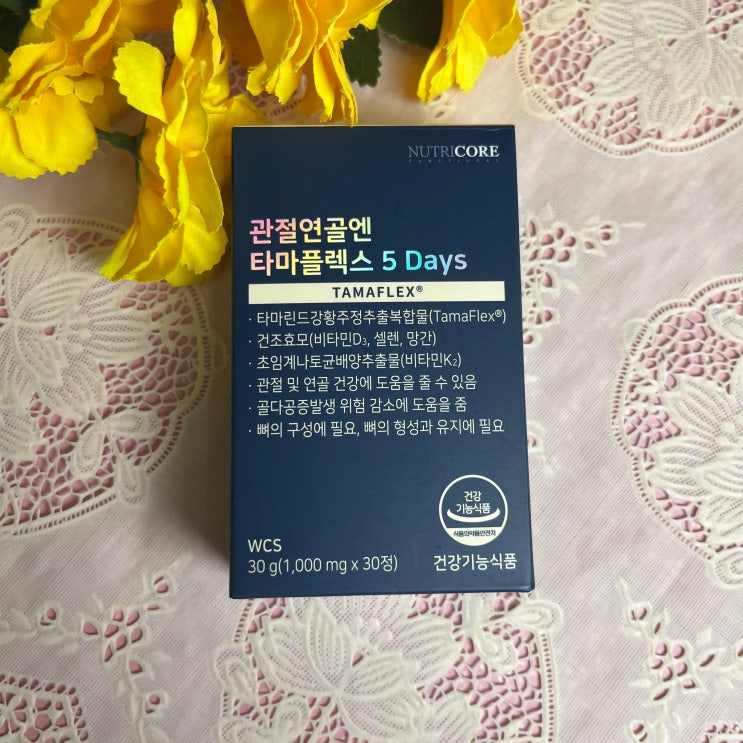 NUTRICORE
FUNCTIONAL
관절연골엔
타마플렉스 5 Days
TAMAFLEX®
· 타마린드강황주정추출복합물(TamaFlex®)
· 건조효모(비타민D₃, 셀렌, 망간)
· 초임계나토균배양추출물(비타민K₂)
· 관절 및 연골 건강에 도움을 줄 수 있음
· 골다공증발생 위험 감소에 도움을 줌
· 뼈의 구성에 필요, 뼈의 형성과 유지에 필요
건강
기능식품
식품의약품안전처
WCS
30 g(1,000 mg x 30정)
건강기능식품